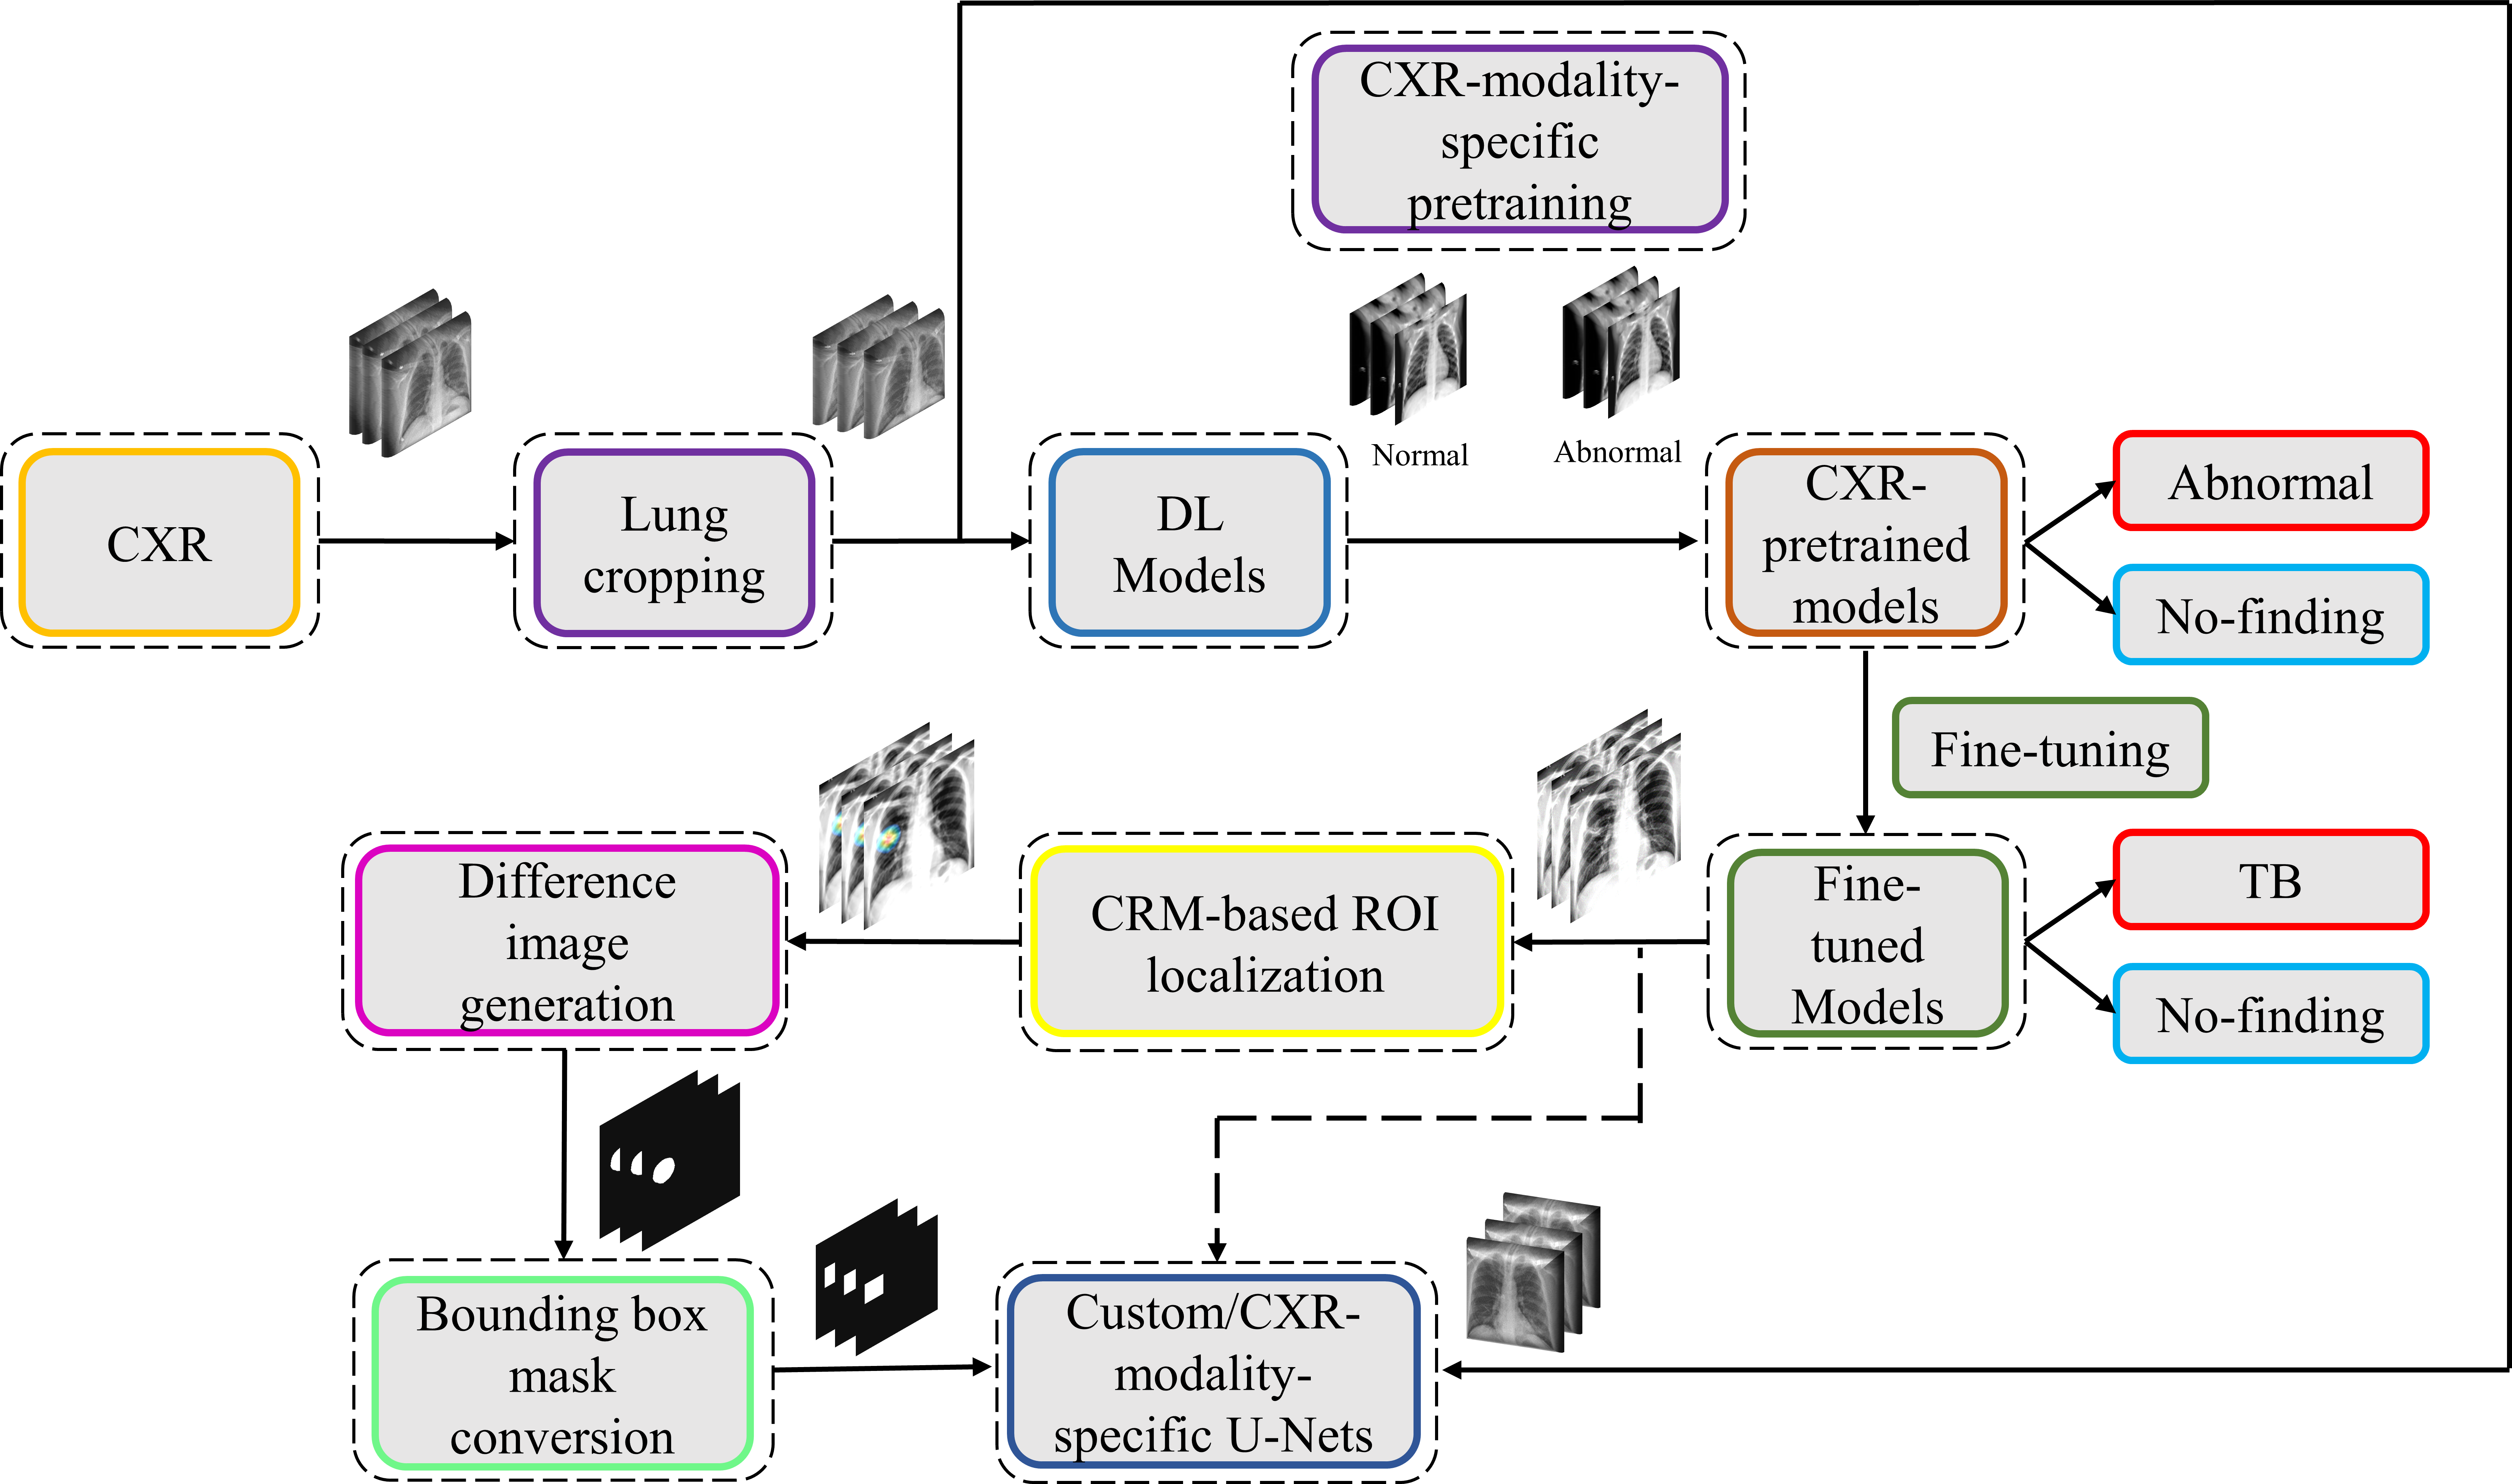 CXR-modality-
specific
pretraining
Normal
Abnormal
CXR
Lung
cropping
DL
Models
CXR-
pretrained
models
Abnormal
No-finding
Fine-tuning
Difference
image
generation
CRM-based ROI
localization
Fine-
tuned
Models
TB
No-finding
Bounding box
mask
conversion
Custom/CXR-
modality-
specific U-Nets